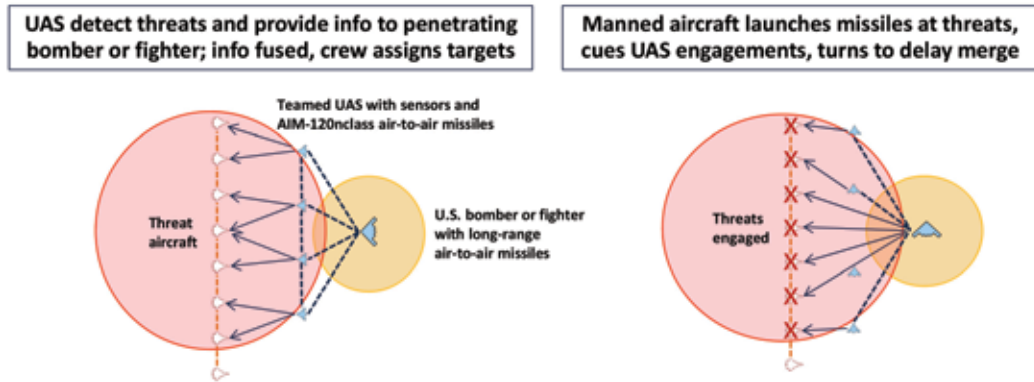 UAS detect threats and provide info to penetrating
bomber or fighter; info fused, crew assigns targets
Manned aircraft launches missiles at threats,
cues UAS engagements, turns to delay merge
Teamed UAS with sensors and
AIM-120nclass air-to-air missiles
Threat
aircraft
U.S. bomber or fighter
with long-range
air-to-air missiles
Threats
engaged